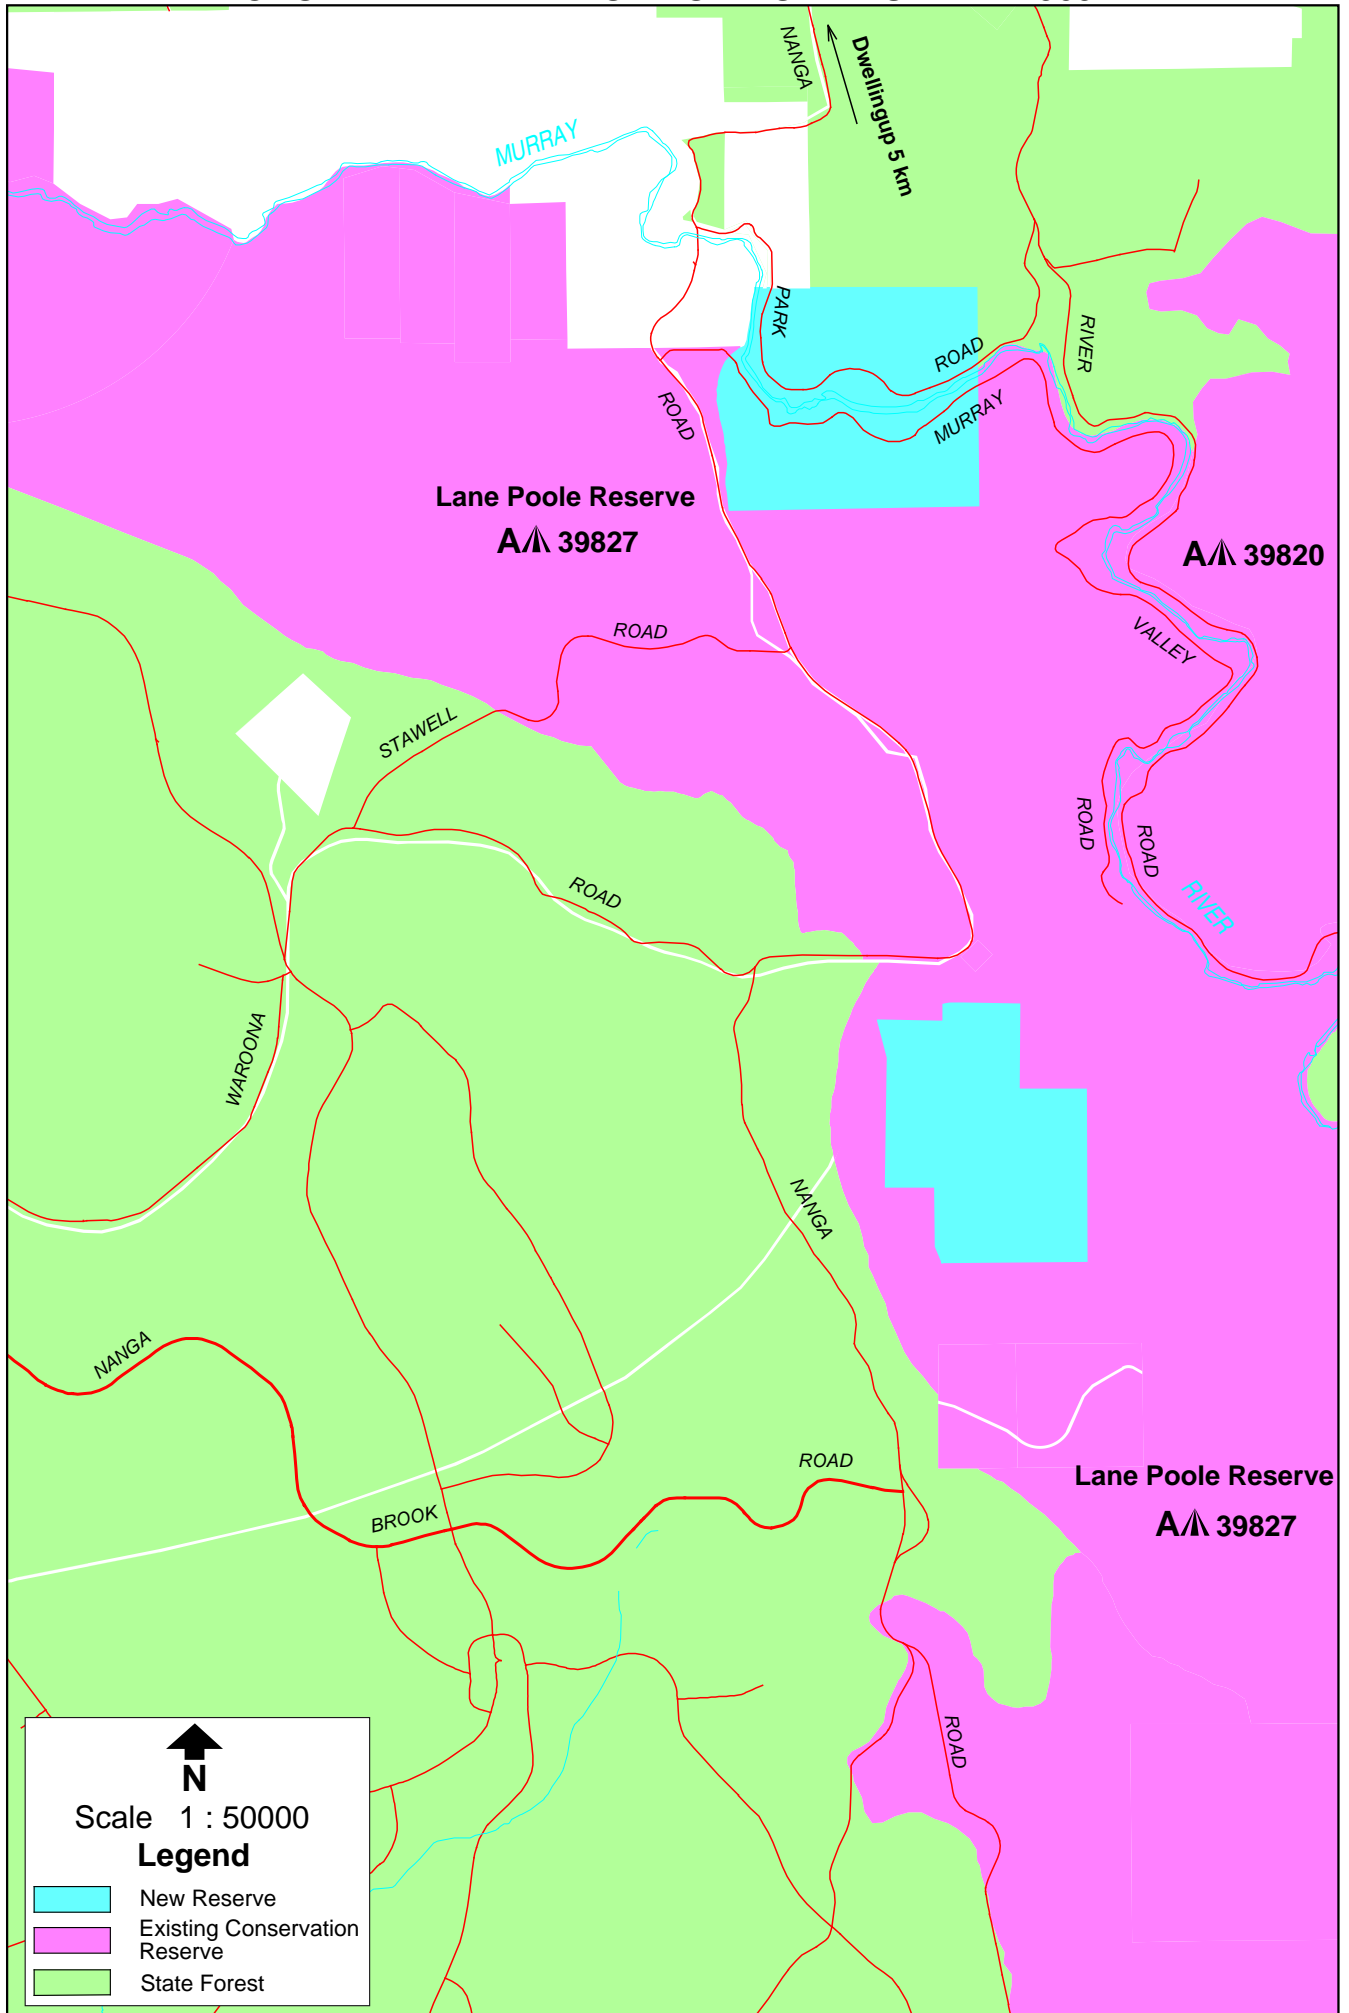 NANGA
Dwellingup 5 km
MURRAY
PARK
ROAD
RIVER
ROAD
MURRAY
Lane Poole Reserve
A 39827
A 39820
ROAD
VALLEY
STAWELL
ROAD
ROAD
ROAD
RIVER
WAROONA
NANGA
NANGA
ROAD
Lane Poole Reserve
A 39827
BROOK
ROAD
N
Scale 1 : 50000
Legend
New Reserve
Existing Conservation
Reserve
State Forest